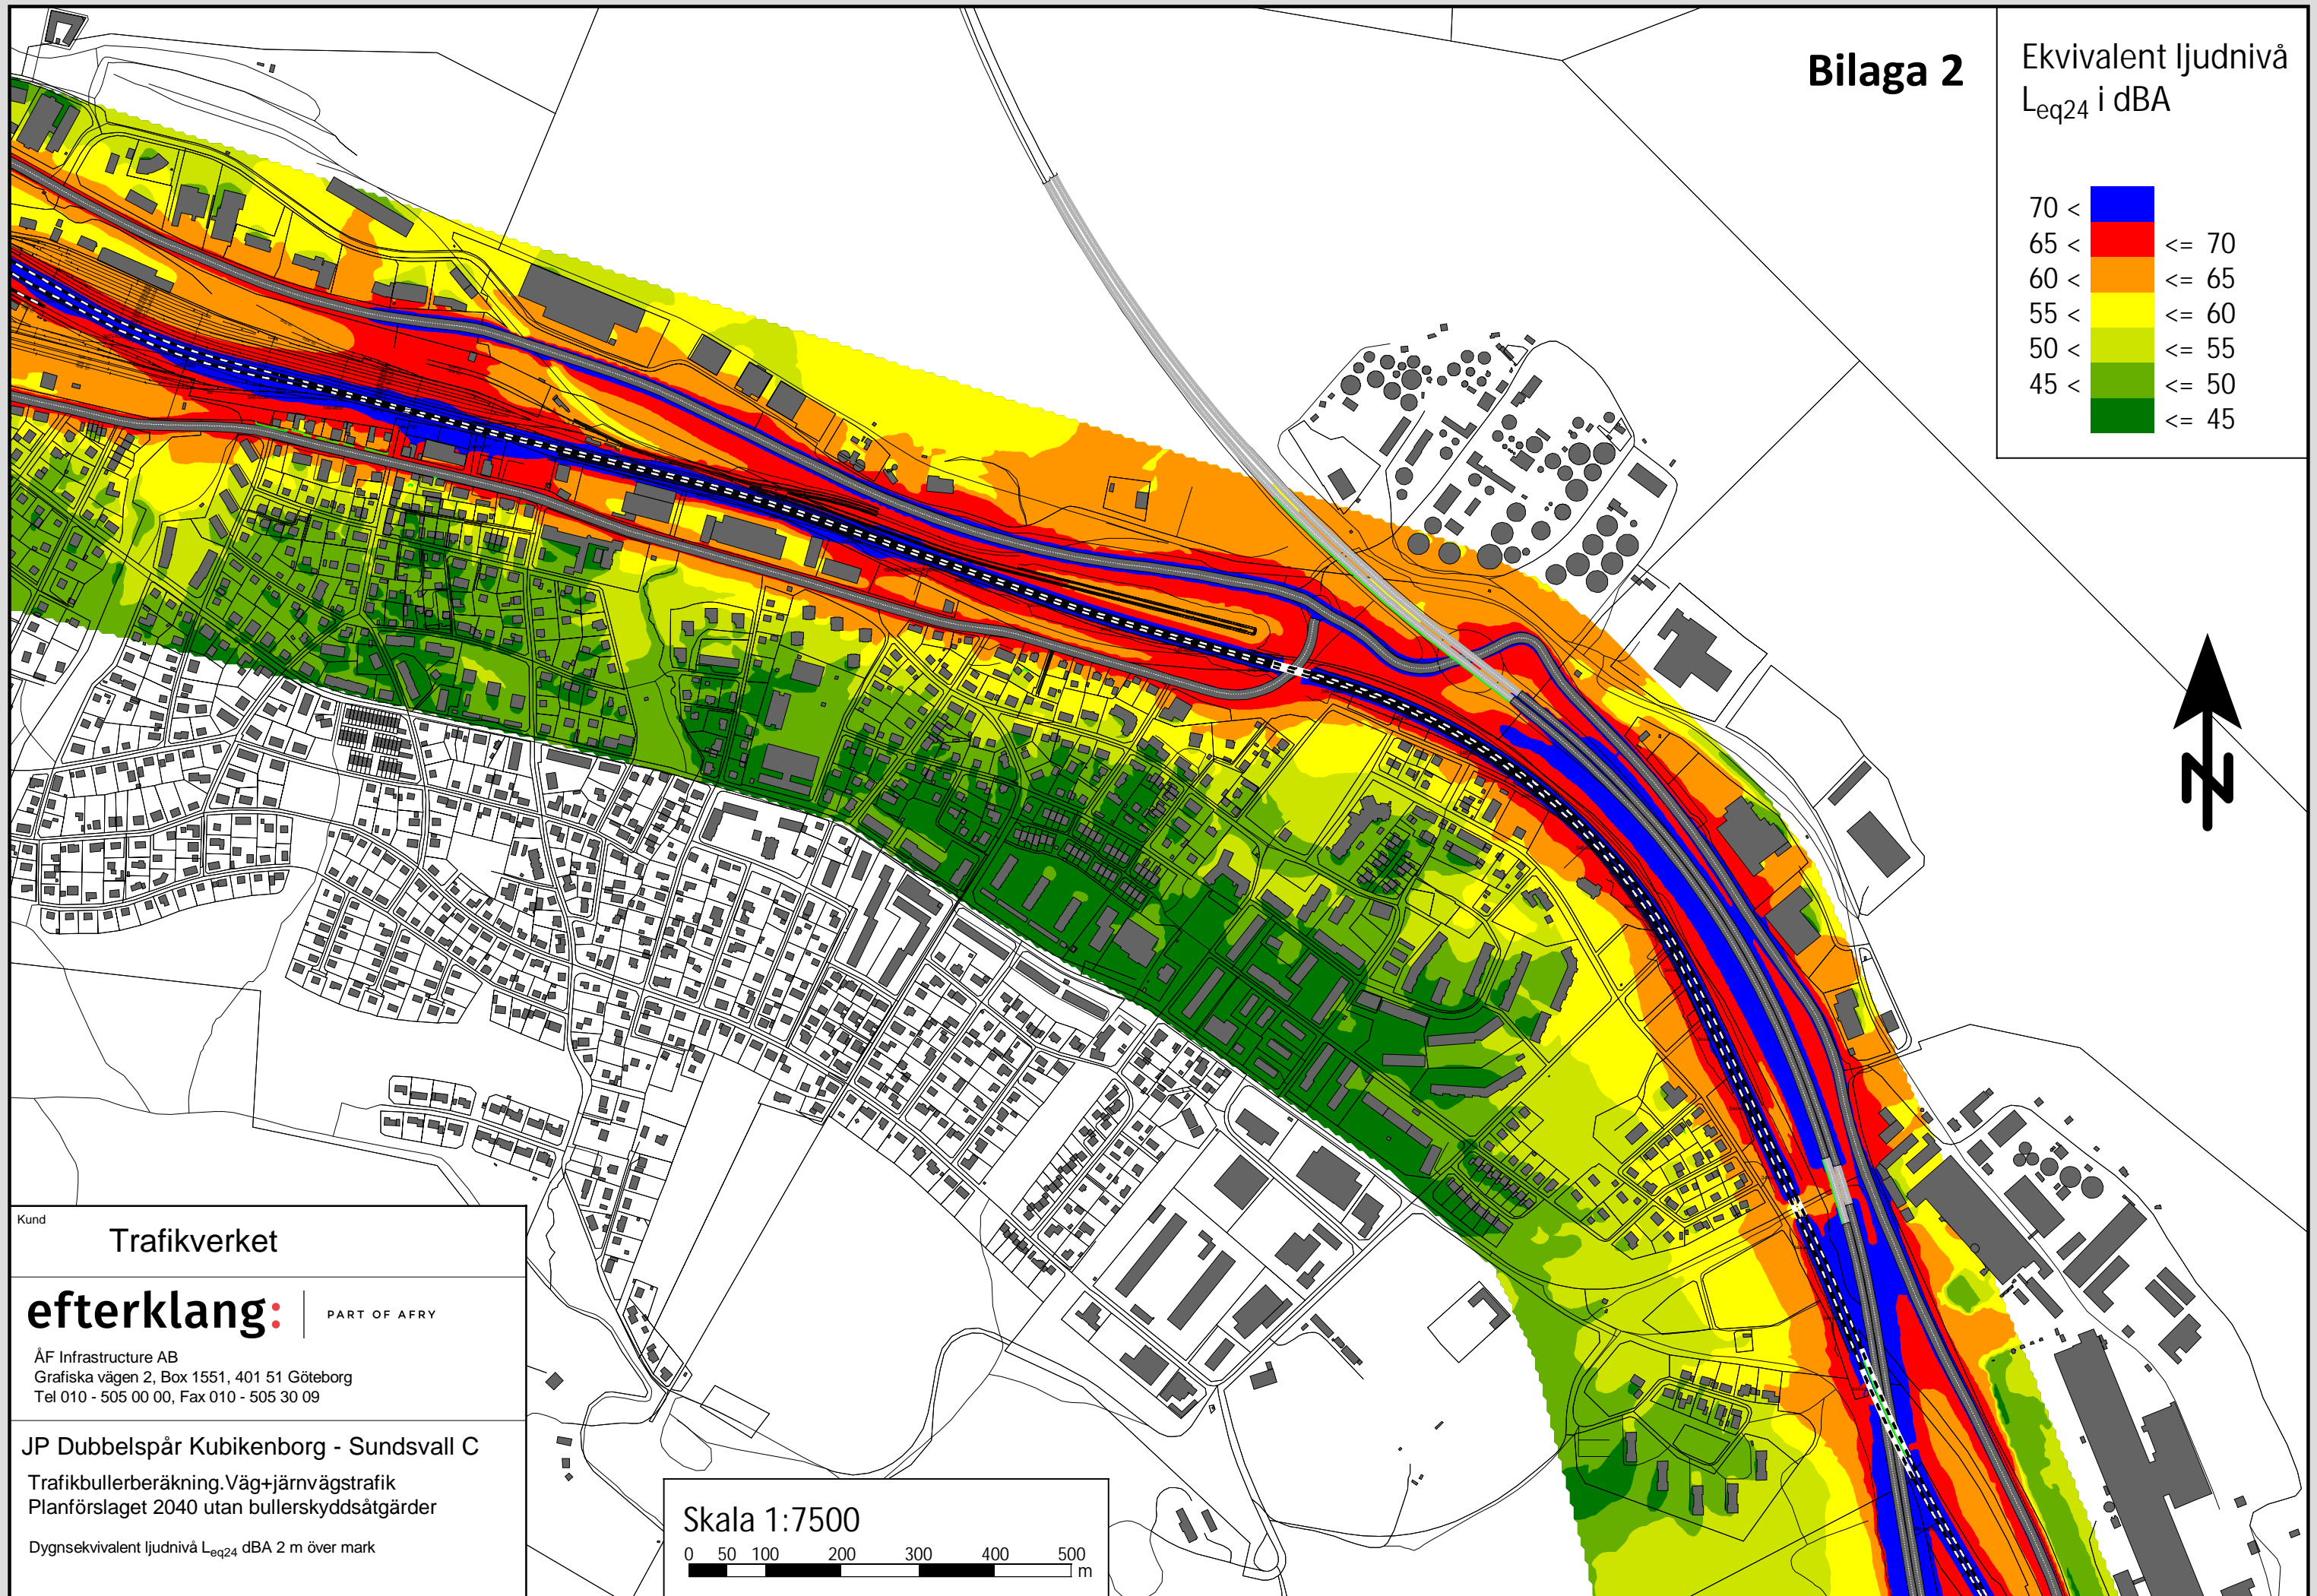 Bilaga 2
Ekvivalent ljudnivå
Leq24 i dBA
70 <
65 < <= 70
60 < <= 65
55 < <= 60
50 < <= 55
45 < <= 50
<= 45
N
Kund
Trafikverket
efterklang: PART OF AFRY
ÅF Infrastructure AB
Grafiska vägen 2, Box 1551, 401 51 Göteborg
Tel 010 - 505 00 00, Fax 010 - 505 30 09
JP Dubbelspår Kubikenborg - Sundsvall C
Trafikbullerberäkning.Väg+järnvägstrafik
Planförslaget 2040 utan bullerskyddsåtgärder
Dygnsekvivalent ljudnivå Leq24 dBA 2 m över mark
Skala 1:7500
0 50 100 200 300 400 500
m